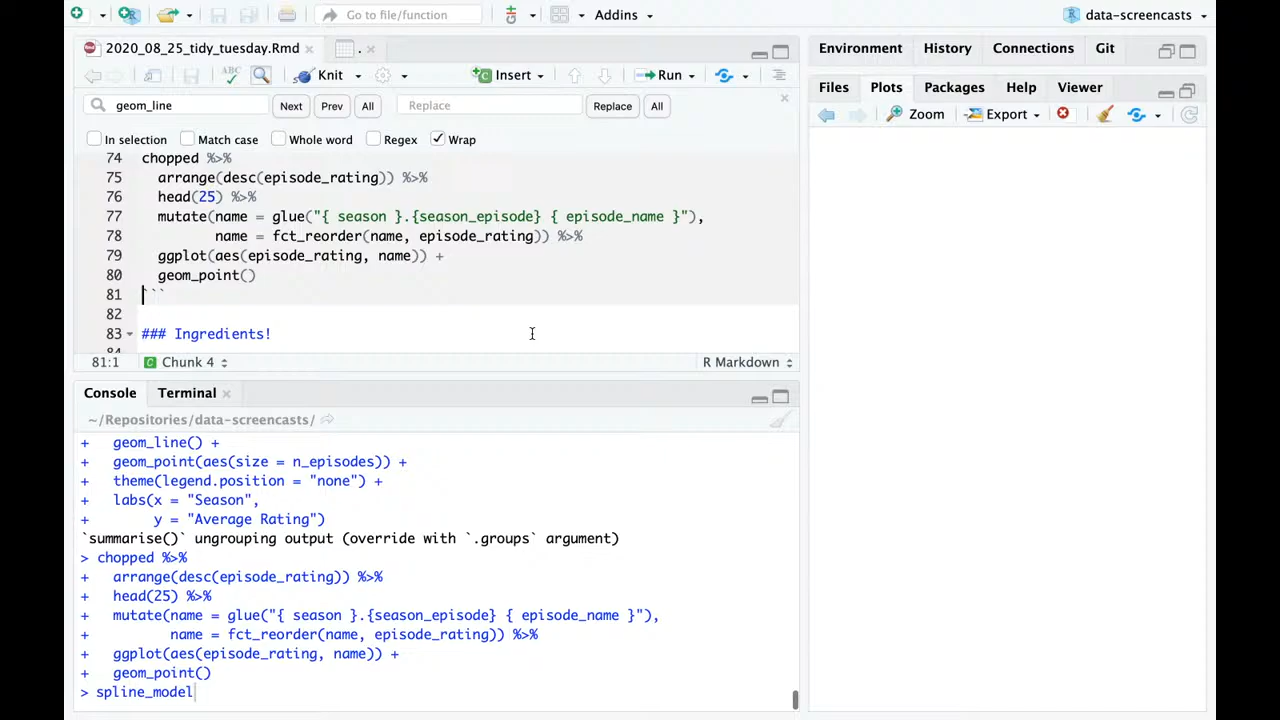 Go to file/function
Addins
data-screencasts
2020_08_25_tidy_tuesday.Rmd
.
Environment
History
Connections
Git
ABC
Knit
Insert
Run
Files
Plots
Packages
Help
Viewer
geom_line
Next
Prev
All
Replace
Replace
All
Zoom
Export
In selection
Match case
Whole word
Regex
Wrap
74 chopped %>%
75 arrange(desc(episode_rating)) %>%
76 head(25) %>%
77 mutate(name = glue("{ season }.{season_episode} { episode_name }"),
78 name = fct_reorder(name, episode_rating)) %>%
79 ggplot(aes(episode_rating, name)) +
80 geom_point()
81 ```
82
83 ### Ingredients!
84
81:1
Chunk 4
R Markdown
Console
Terminal
~/Repositories/data-screencasts/
+ geom_line() +
+ geom_point(aes(size = n_episodes)) +
+ theme(legend.position = "none") +
+ labs(x = "Season",
+ y = "Average Rating")
`summarise()` ungrouping output (override with `.groups` argument)
> chopped %>%
+ arrange(desc(episode_rating)) %>%
+ head(25) %>%
+ mutate(name = glue("{ season }.{season_episode} { episode_name }"),
+ name = fct_reorder(name, episode_rating)) %>%
+ ggplot(aes(episode_rating, name)) +
+ geom_point()
> spline_model